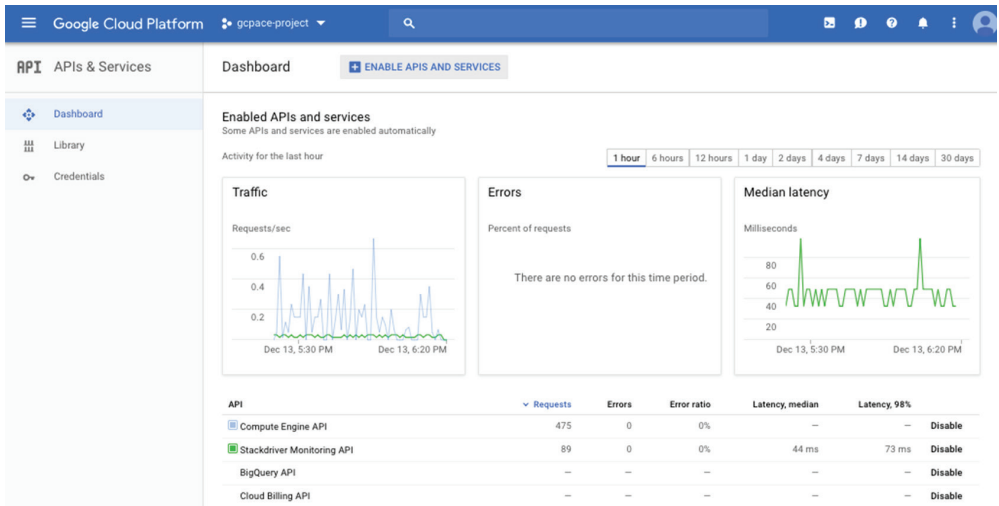 Google Cloud Platform gcpace-project
API APIs & Services
Dashboard ENABLE APIS AND SERVICES
Dashboard
Library
Credentials
Enabled APIs and services
Some APIs and services are enabled automatically
Activity for the last hour
1 hour 6 hours 12 hours 1 day 2 days 4 days 7 days 14 days 30 days
Traffic
Requests/sec
0.6
0.4
0.2
Dec 13, 5:30 PM Dec 13, 6:20 PM
Errors
Percent of requests
There are no errors for this time period.
Median latency
Milliseconds
80
60
40
20
Dec 13, 5:30 PM Dec 13, 6:20 PM
API Requests Errors Error ratio Latency, median Latency, 98%
Compute Engine API 475 0 0% — — Disable
Stackdriver Monitoring API 89 0 0% 44 ms 73 ms Disable
BigQuery API — — — — — Disable
Cloud Billing API — — — — — Disable